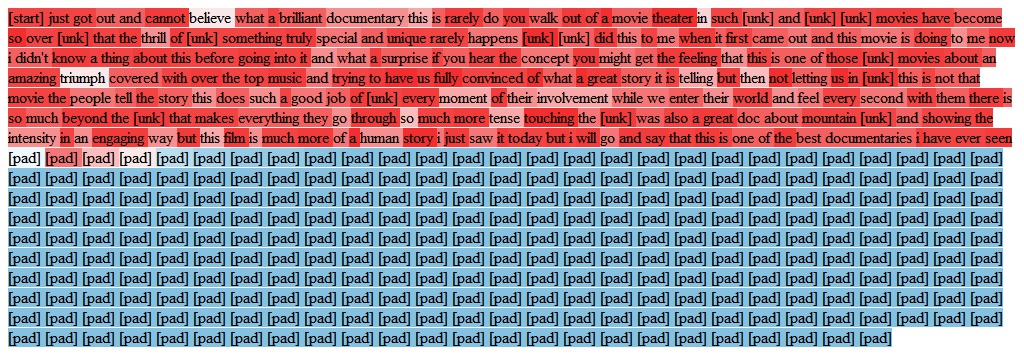 [start] just got out and cannot believe what a brilliant documentary this is rarely do you walk out of a movie theater in such [unk] and [unk] [unk] movies have become
so over [unk] that the thrill of [unk] something truly special and unique rarely happens [unk] [unk] did this to me when it first came out and this movie is doing to me now
i didn't know a thing about this before going into it and what a surprise if you hear the concept you might get the feeling that this is one of those [unk] movies about an
amazing triumph covered with over the top music and trying to have us fully convinced of what a great story it is telling but then not letting us in [unk] this is not that
movie the people tell the story this does such a good job of [unk] every moment of their involvement while we enter their world and feel every second with them there is
so much beyond the [unk] that makes everything they go through so much more tense touching the [unk] was also a great doc about mountain [unk] and showing the
intensity in an engaging way but this film is much more of a human story i just saw it today but i will go and say that this is one of the best documentaries i have ever seen
[pad] [pad] [pad] [pad] [pad] [pad] [pad] [pad] [pad] [pad] [pad] [pad] [pad] [pad] [pad] [pad] [pad] [pad] [pad] [pad] [pad] [pad] [pad] [pad] [pad] [pad] [pad]
[pad] [pad] [pad] [pad] [pad] [pad] [pad] [pad] [pad] [pad] [pad] [pad] [pad] [pad] [pad] [pad] [pad] [pad] [pad] [pad] [pad] [pad] [pad] [pad] [pad] [pad] [pad]
[pad] [pad] [pad] [pad] [pad] [pad] [pad] [pad] [pad] [pad] [pad] [pad] [pad] [pad] [pad] [pad] [pad] [pad] [pad] [pad] [pad] [pad] [pad] [pad] [pad] [pad] [pad]
[pad] [pad] [pad] [pad] [pad] [pad] [pad] [pad] [pad] [pad] [pad] [pad] [pad] [pad] [pad] [pad] [pad] [pad] [pad] [pad] [pad] [pad] [pad] [pad] [pad] [pad] [pad]
[pad] [pad] [pad] [pad] [pad] [pad] [pad] [pad] [pad] [pad] [pad] [pad] [pad] [pad] [pad] [pad] [pad] [pad] [pad] [pad] [pad] [pad] [pad] [pad] [pad] [pad] [pad]
[pad] [pad] [pad] [pad] [pad] [pad] [pad] [pad] [pad] [pad] [pad] [pad] [pad] [pad] [pad] [pad] [pad] [pad] [pad] [pad] [pad] [pad] [pad] [pad] [pad] [pad] [pad]
[pad] [pad] [pad] [pad] [pad] [pad] [pad] [pad] [pad] [pad] [pad] [pad] [pad] [pad] [pad] [pad] [pad] [pad] [pad] [pad] [pad] [pad] [pad] [pad] [pad] [pad] [pad]
[pad] [pad] [pad] [pad] [pad] [pad] [pad] [pad] [pad] [pad] [pad] [pad] [pad] [pad] [pad] [pad] [pad] [pad] [pad] [pad] [pad] [pad] [pad] [pad] [pad] [pad] [pad]
[pad] [pad] [pad] [pad] [pad] [pad] [pad] [pad] [pad] [pad] [pad] [pad] [pad] [pad] [pad] [pad] [pad] [pad] [pad] [pad] [pad] [pad] [pad] [pad] [pad] [pad] [pad]
[pad] [pad] [pad] [pad] [pad] [pad] [pad] [pad] [pad] [pad] [pad] [pad] [pad] [pad] [pad] [pad] [pad] [pad] [pad] [pad] [pad] [pad] [pad] [pad]